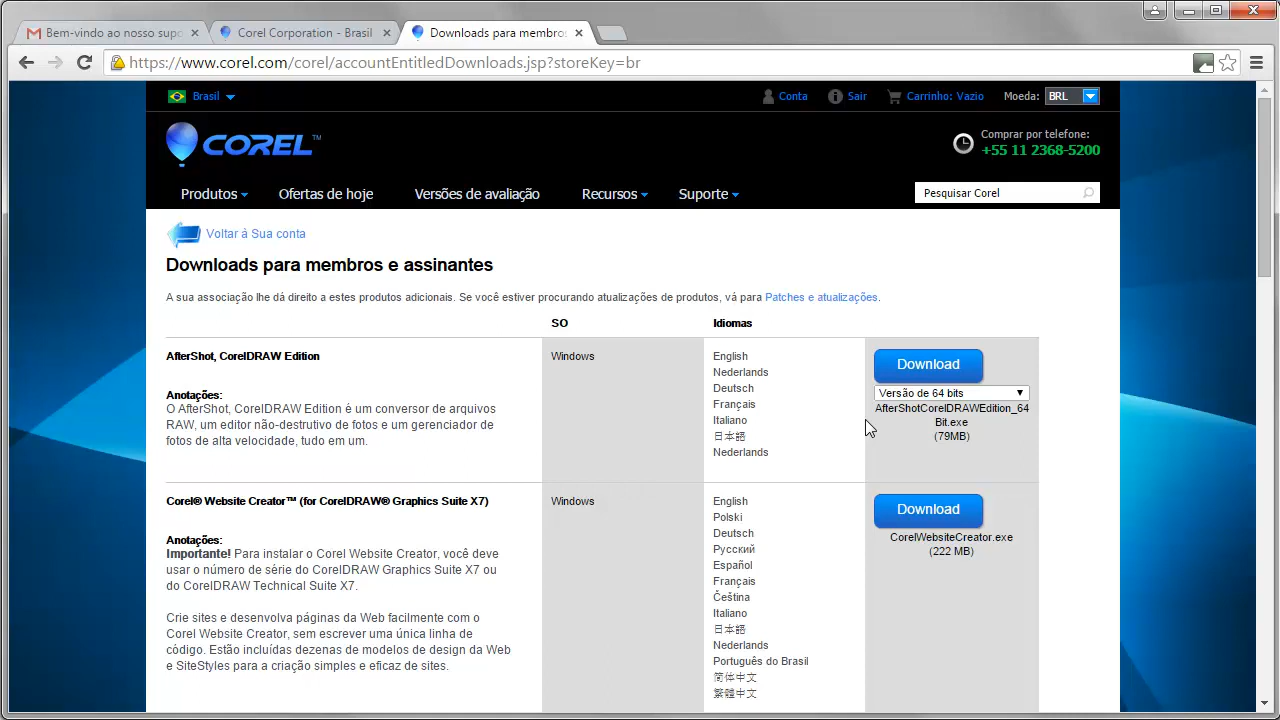 Bem-vindo ao nosso supo
Corel Corporation - Brasil
Downloads para membro
https://www.corel.com/corel/accountEntitledDownloads.jsp?storeKey=br
Brasil
Conta
Sair
Carrinho: Vazio
Moeda:
BRL
COREL™
Comprar por telefone:
+55 11 2368-5200
Produtos
Ofertas de hoje
Versões de avaliação
Recursos
Suporte
Pesquisar Corel
Voltar á Sua conta
Downloads para membros e assinantes
A sua associação lhe dá direito a estes produtos adicionais. Se você estiver procurando atualizações de produtos, vá para Patches e atualizações.
SO
Idiomas
AfterShot, CorelDRAW Edition
Anotações:
O AfterShot, CorelDRAW Edition é um conversor de arquivos
RAW, um editor não-destrutivo de fotos e um gerenciador de
fotos de alta velocidade, tudo em um.
Windows
English
Nederlands
Deutsch
Français
Italiano
日本語
Nederlands
Download
Versão de 64 bits
AfterShotCorelDRAWEdition_64
Bit.exe
(79MB)
Corel® Website Creator™ (for CorelDRAW® Graphics Suite X7)
Anotações:
Importante! Para instalar o Corel Website Creator, você deve
usar o número de série do CorelDRAW Graphics Suite X7 ou
do CorelDRAW Technical Suite X7.
Crie sites e desenvolva páginas da Web facilmente com o
Corel Website Creator, sem escrever uma única linha de
código. Estão incluídas dezenas de modelos de design da Web
e SiteStyles para a criação simples e eficaz de sites.
Windows
English
Polski
Deutsch
Русский
Español
Français
Čeština
Italiano
日本語
Nederlands
Português do Brasil
简体中文
繁體中文
Download
CorelWebsiteCreator.exe
(222 MB)